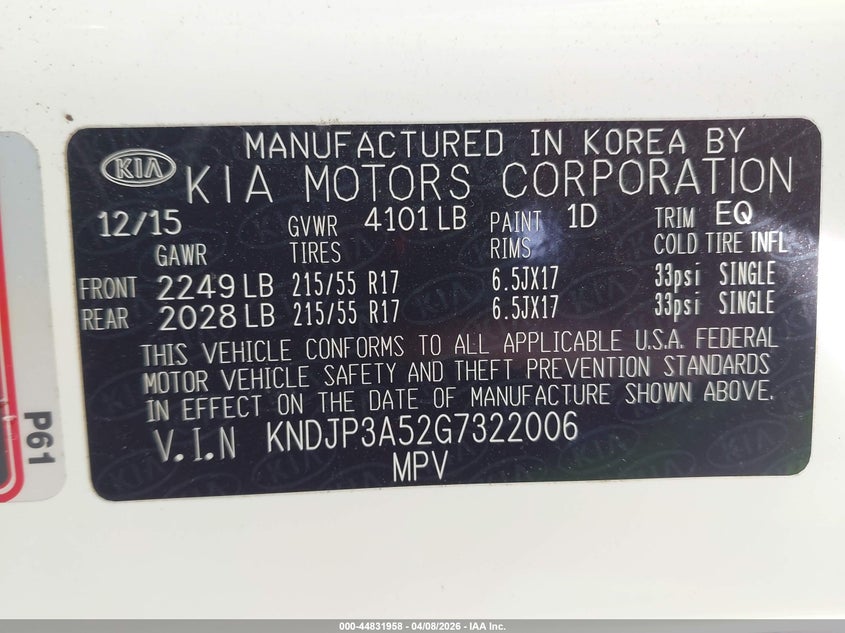 MANUFACTURED IN KOREA BY
KIA KIA MOTORS CORPORATION
12/15 GVWR 4101 LB PAINT 1D TRIM EQ
GAWR TIRES RIMS COLD TIRE INFL
FRONT 2249 LB 215/55 R17 6.5JX17 33psi SINGLE
REAR 2028 LB 215/55 R17 6.5JX17 33psi SINGLE
THIS VEHICLE CONFORMS TO ALL APPLICABLE U.S.A. FEDERAL
MOTOR VEHICLE SAFETY AND THEFT PREVENTION STANDARDS
IN EFFECT ON THE DATE OF MANUFACTURE SHOWN ABOVE.
V.I.N KNDJP3A52G7322006
MPV
P61
000-44831958 - 04/08/2026 - IAA Inc.